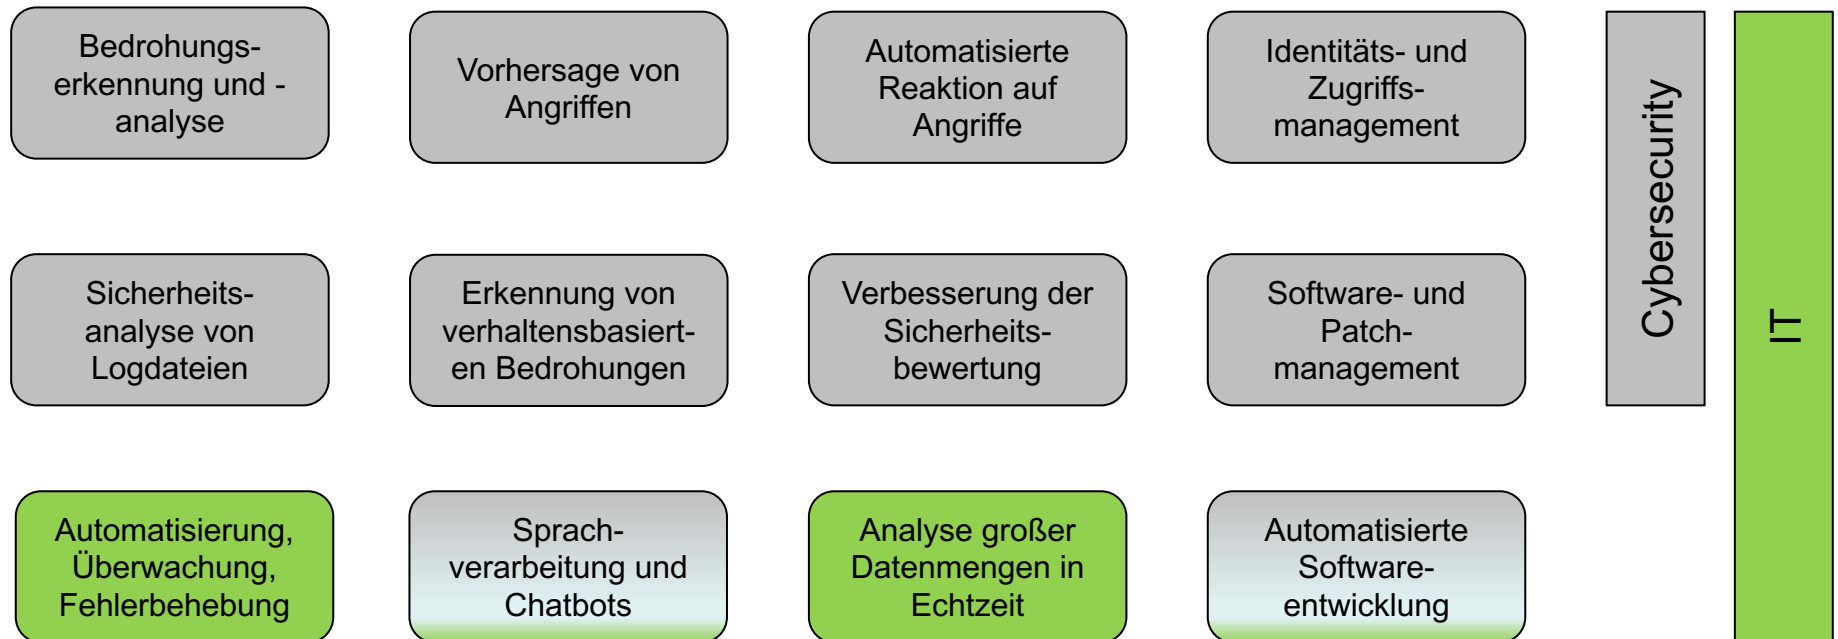 Bedrohungs-
erkennung und -
analyse
Vorhersage von
Angriffen
Automatisierte
Reaktion auf
Angriffe
Identitäts- und
Zugriffs-
management
Sicherheits-
analyse von
Logdateien
Erkennung von
verhaltensbasiert-
en Bedrohungen
Verbesserung der
Sicherheits-
bewertung
Software- und
Patch-
management
Automatisierung,
Überwachung,
Fehlerbehebung
Sprach-
verarbeitung und
Chatbots
Analyse großer
Datenmengen in
Echtzeit
Automatisierte
Software-
entwicklung
Cybersecurity
IT